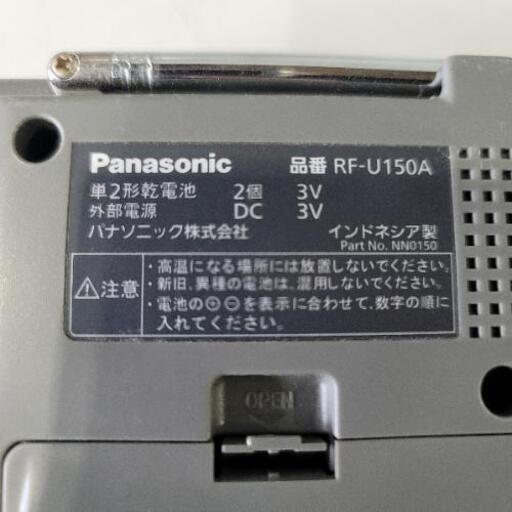 Panasonic 品番 RF-U150A
単2形乾電池 2個 3V
外部電源 DC 3V
パナソニック株式会社 インドネシア製
Part No. NN0150
⚠注意
・高温になる場所には放置しないでください。
・新旧、異種の電池は、混用しないでください。
・電池の⊕⊖を表示に合わせて、数字の順に
入れてください。
OPEN